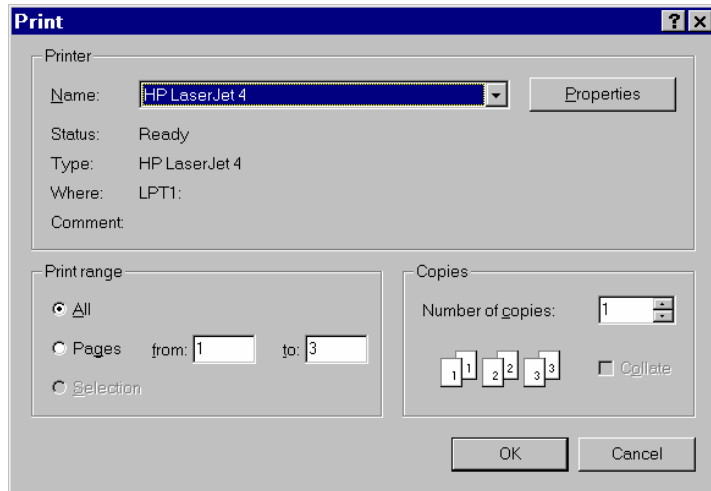 Print
Printer
Name: HP LaserJet 4 Properties
Status: Ready
Type: HP LaserJet 4
Where: LPT1:
Comment:
Print range
All
Pages from: 1 to: 3
Selection
Copies
Number of copies: 1
1 1 2 2 3 3 Collate
OK Cancel